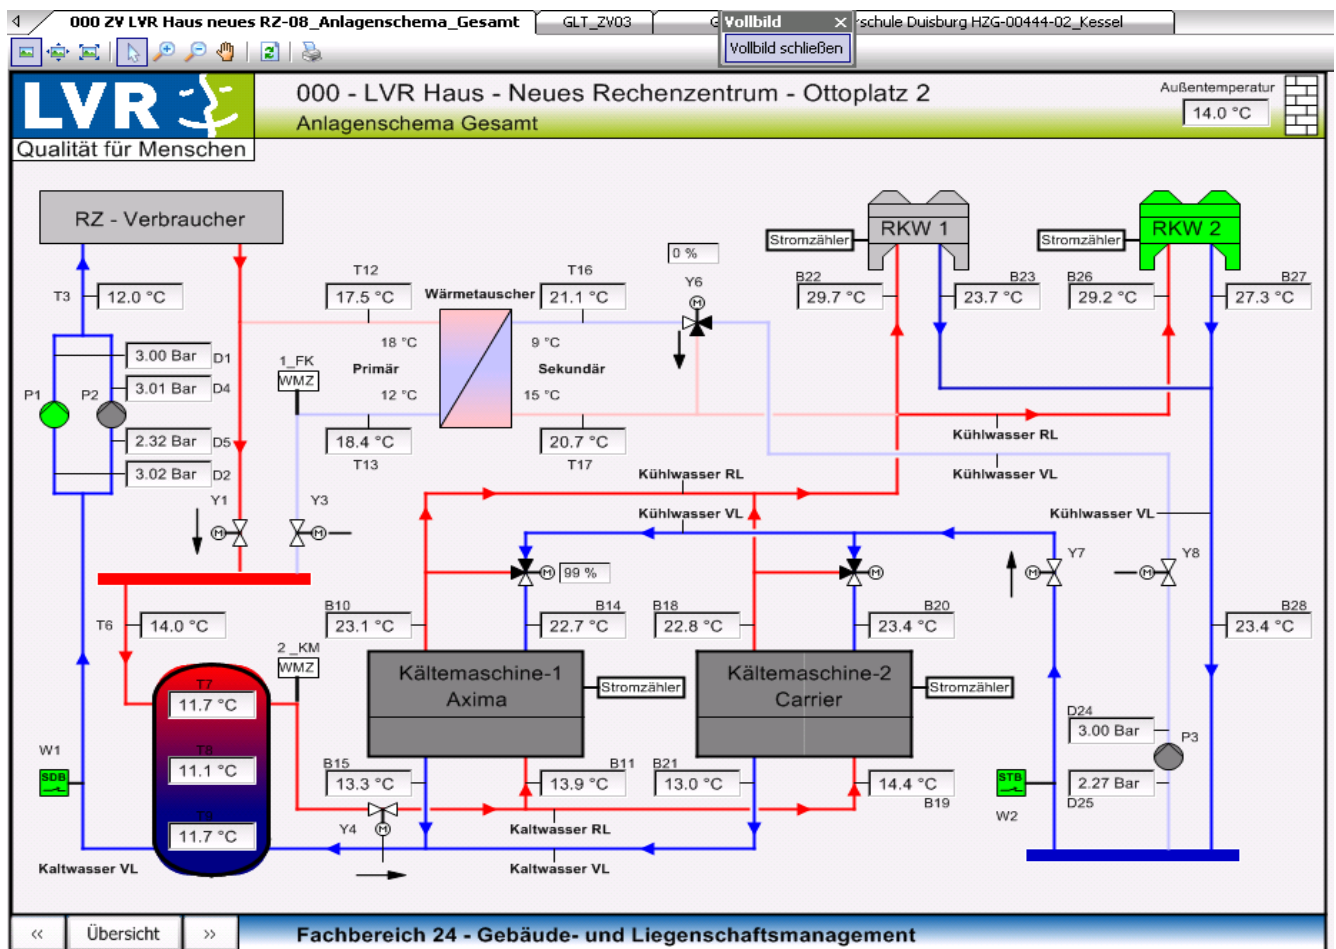 000 ZV LVR Haus neues RZ-08_Anlagenschema_Gesamt
GLT_ZV03
G
Vollbild
rschule Duisburg HZG-00444-02_Kessel
Vollbild schließen
LVR
Qualität für Menschen
000 - LVR Haus - Neues Rechenzentrum - Ottoplatz 2
Anlagenschema Gesamt
Außentemperatur
14.0 °C
RZ - Verbraucher
RKW 1
RKW 2
Stromzähler
Stromzähler
0 %
T3
12.0 °C
T12
17.5 °C
Wärmetauscher
T16
21.1 °C
Y6
M
B22
29.7 °C
B23
23.7 °C
B26
29.2 °C
B27
27.3 °C
3.00 Bar
D1
3.01 Bar
D4
P1
P2
2.32 Bar
D5
3.02 Bar
D2
1_FK
WMZ
18 °C
9 °C
Primär
Sekundär
12 °C
15 °C
18.4 °C
T13
20.7 °C
T17
Kühlwasser RL
Kühlwasser VL
Kühlwasser RL
Kühlwasser VL
Kühlwasser VL
Y1
M
Y3
M
M
99 %
M
Y7
M
Y8
M
T6
14.0 °C
B10
23.1 °C
B14
22.7 °C
B18
22.8 °C
B20
23.4 °C
B28
23.4 °C
2_KM
WMZ
Kältemaschine-1
Axima
Stromzähler
Kältemaschine-2
Carrier
Stromzähler
T7
11.7 °C
T8
11.1 °C
T9
11.7 °C
W1
SDB
B15
13.3 °C
B11
13.9 °C
B21
13.0 °C
14.4 °C
B19
D24
3.00 Bar
P3
2.27 Bar
D25
STB
W2
Y4
M
Kaltwasser RL
Kaltwasser VL
Kaltwasser VL
<<
Übersicht
>>
Fachbereich 24 - Gebäude- und Liegenschaftsmanagement